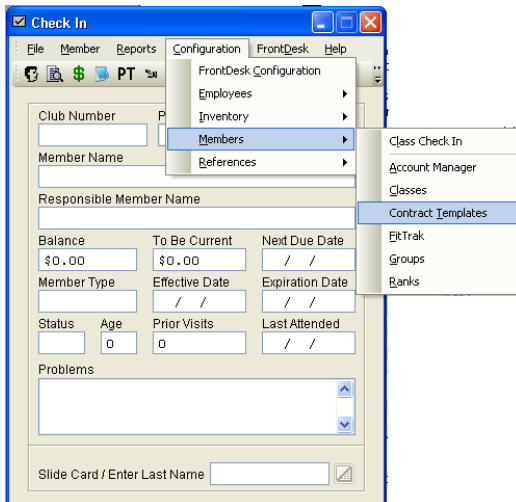 Check In
File Member Reports Configuration FrontDesk Help
PT
FrontDesk Configuration
Employees
Inventory
Members
References
Class Check In
Account Manager
Classes
Contract Templates
FitTrak
Groups
Ranks
Club Number P
Member Name
Responsible Member Name
Balance To Be Current Next Due Date
$0.00 $0.00 / /
Member Type Effective Date Expiration Date
/ / / /
Status Age Prior Visits Last Attended
0 0 / /
Problems
Slide Card / Enter Last Name